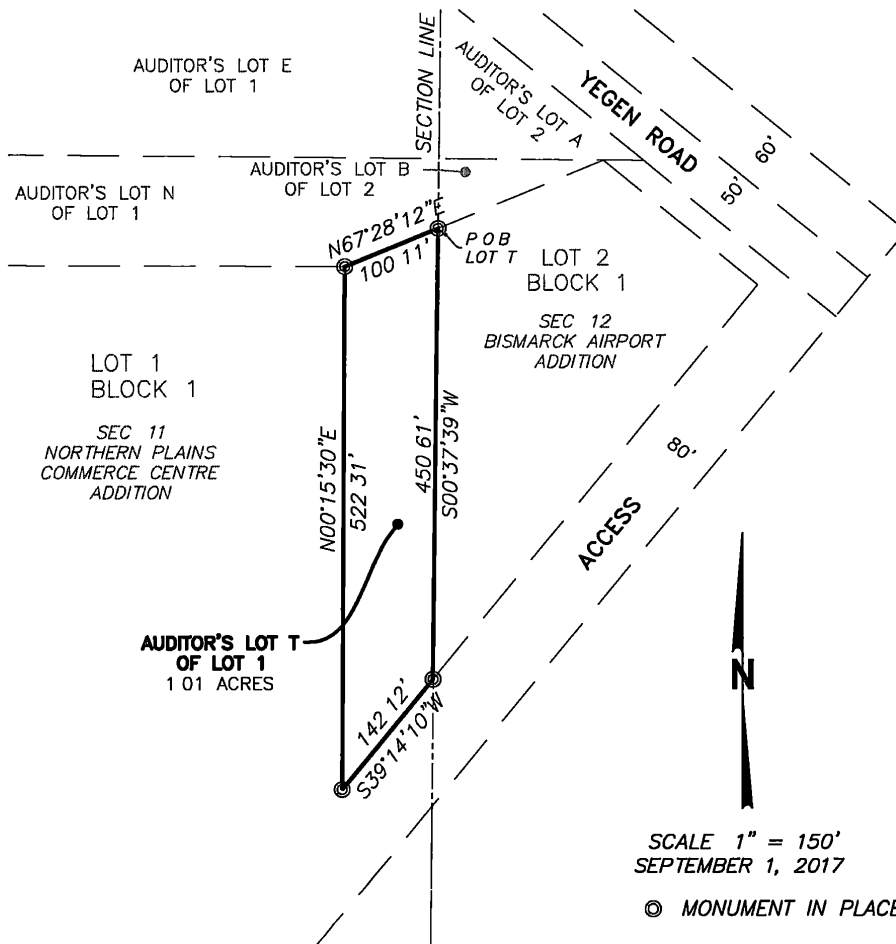 AUDITOR'S LOT E
OF LOT 1
SECTION LINE
AUDITOR'S LOT A
OF LOT 2
YEGEN ROAD
60'
50'
AUDITOR'S LOT B
OF LOT 2
AUDITOR'S LOT N
OF LOT 1
N67°28'12"E
100 11'
P O B
LOT T
LOT 2
BLOCK 1
SEC 12
BISMARCK AIRPORT
ADDITION
LOT 1
BLOCK 1
SEC 11
NORTHERN PLAINS
COMMERCE CENTRE
ADDITION
N00°15'30"E
522 31'
450 61'
S00°37'39"W
80'
ACCESS
AUDITOR'S LOT T
OF LOT 1
1 01 ACRES
142 12'
S39°14'10"W
N
SCALE 1" = 150'
SEPTEMBER 1, 2017
MONUMENT IN PLACE